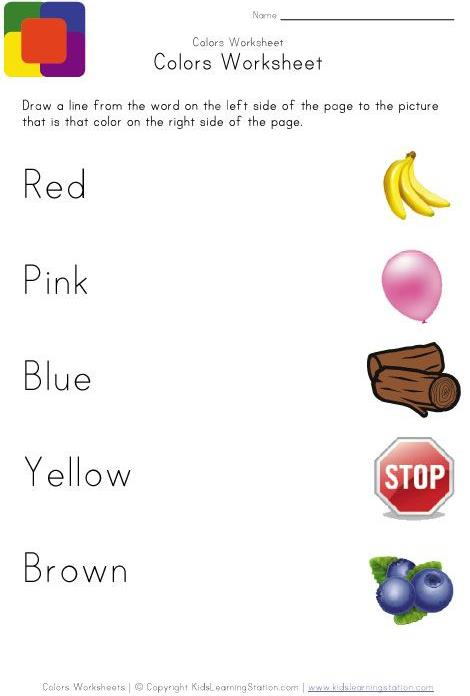 Name
Colors Worksheet
Colors Worksheet
Draw a line from the word on the left side of the page to the picture
that is that color on the right side of the page.
Red
Pink
Blue
Yellow
STOP
Brown
Colors Worksheets | © Copyright KidsLearningStation.com | www.kidslearningstation.com